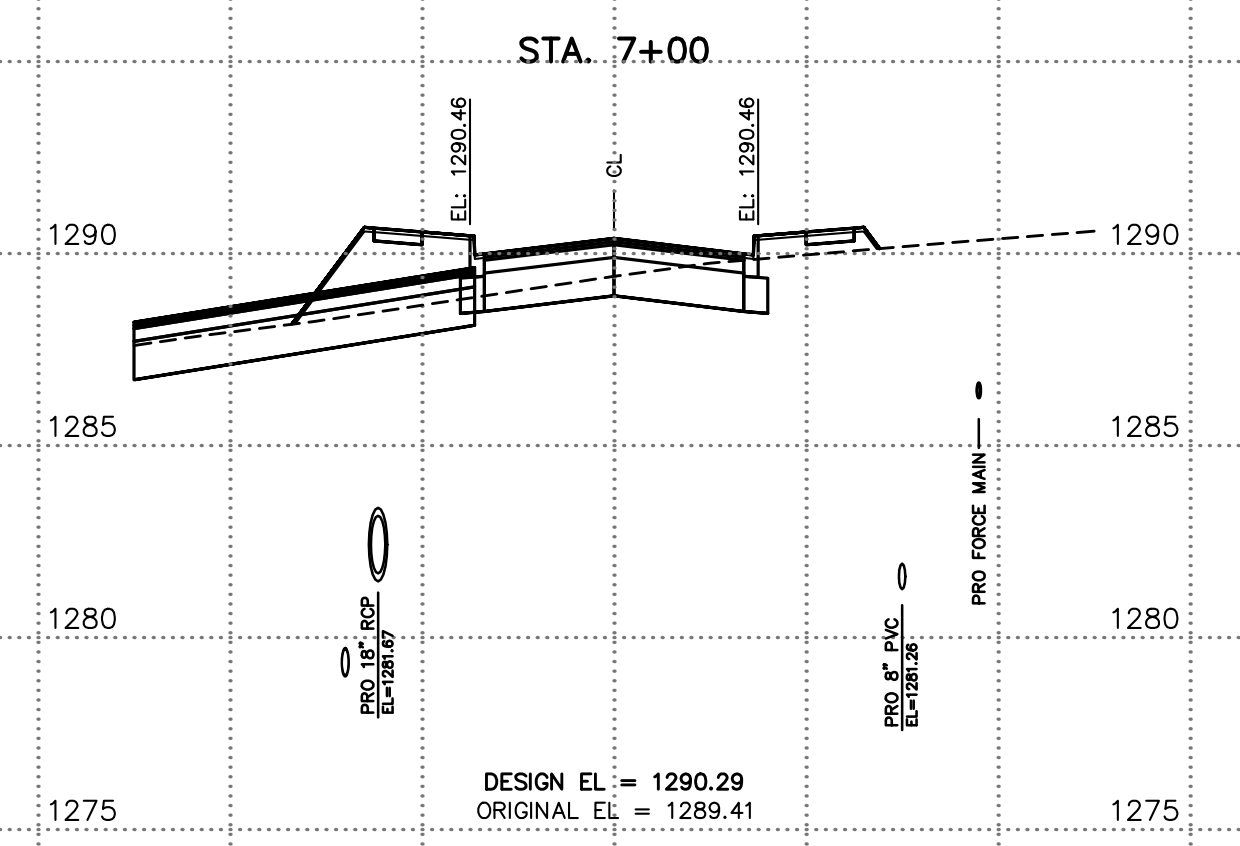 STA. 7+00
EL: 1290.46
EL: 1290.46
CL
1290
1290
1285
1285
PRO FORCE MAIN
1280
1280
PRO 18" RCP
EL=1281.67
PRO 8" PVC
EL=1281.26
DESIGN EL = 1290.29
ORIGINAL EL = 1289.41
1275
1275